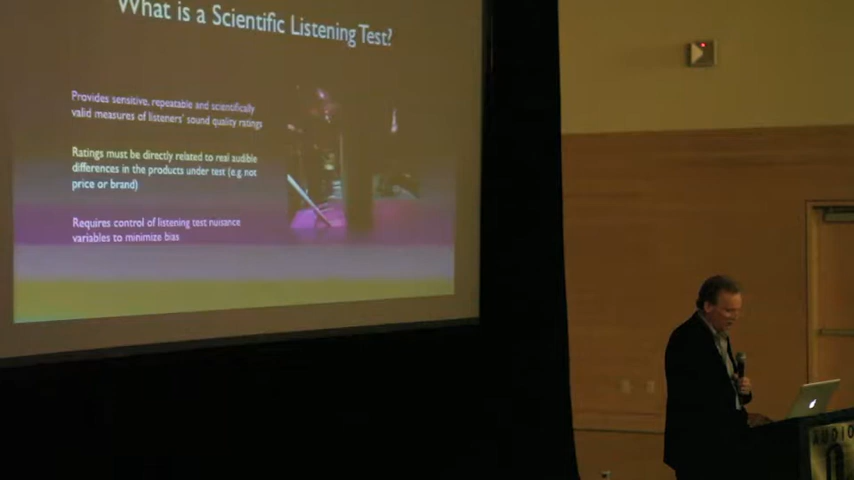 What is a Scientific Listening Test?
Provides sensitive, repeatable and scientifically
valid measures of listeners' sound quality ratings
Ratings must be directly related to real audible
differences in the products under test (e.g. not
price or brand)
Requires control of listening test nuisance
variables to minimize bias
AUDIO